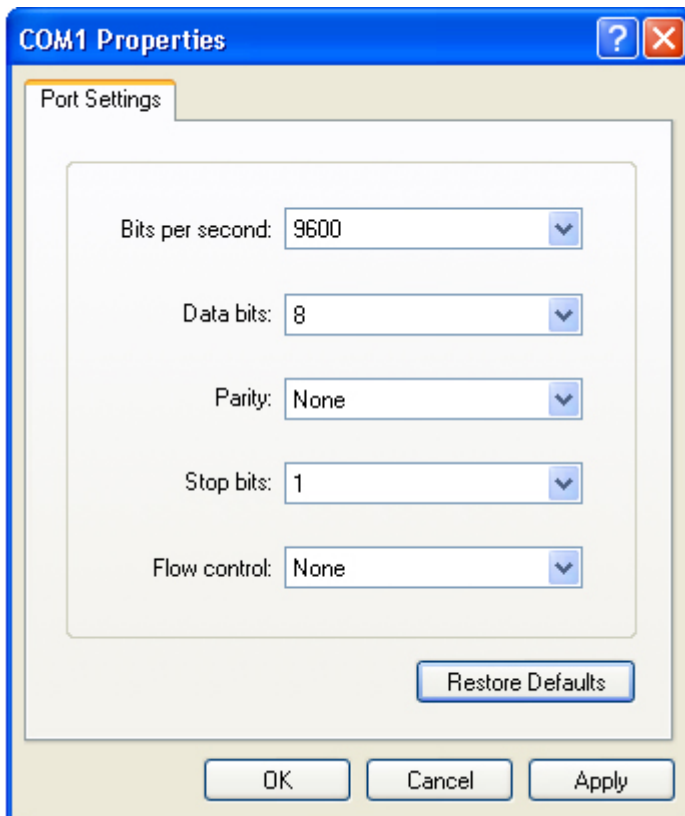 COM1 Properties
Port Settings
Bits per second: 9600
Data bits: 8
Parity: None
Stop bits: 1
Flow control: None
Restore Defaults
OK Cancel Apply